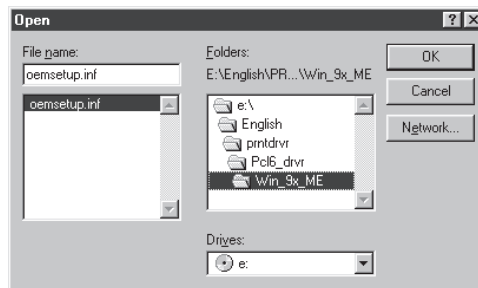 Open
File name:
oemsetup.inf
oemsetup.inf
Folders:
E:\English\PR...\Win_9x_ME
e:\
English
prntdrvr
Pcl6_drvr
Win_9x_ME
Drives:
e:
OK
Cancel
Network...